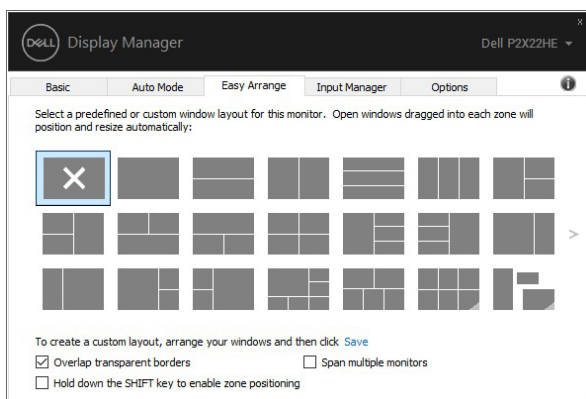 x
DELL Display Manager
Dell P2X22HE
Basic Auto Mode Easy Arrange Input Manager Options
Select a predefined or custom window layout for this monitor. Open windows dragged into each zone will
position and resize automatically:
>
To create a custom layout, arrange your windows and then click Save
Overlap transparent borders Span multiple monitors
Hold down the SHIFT key to enable zone positioning